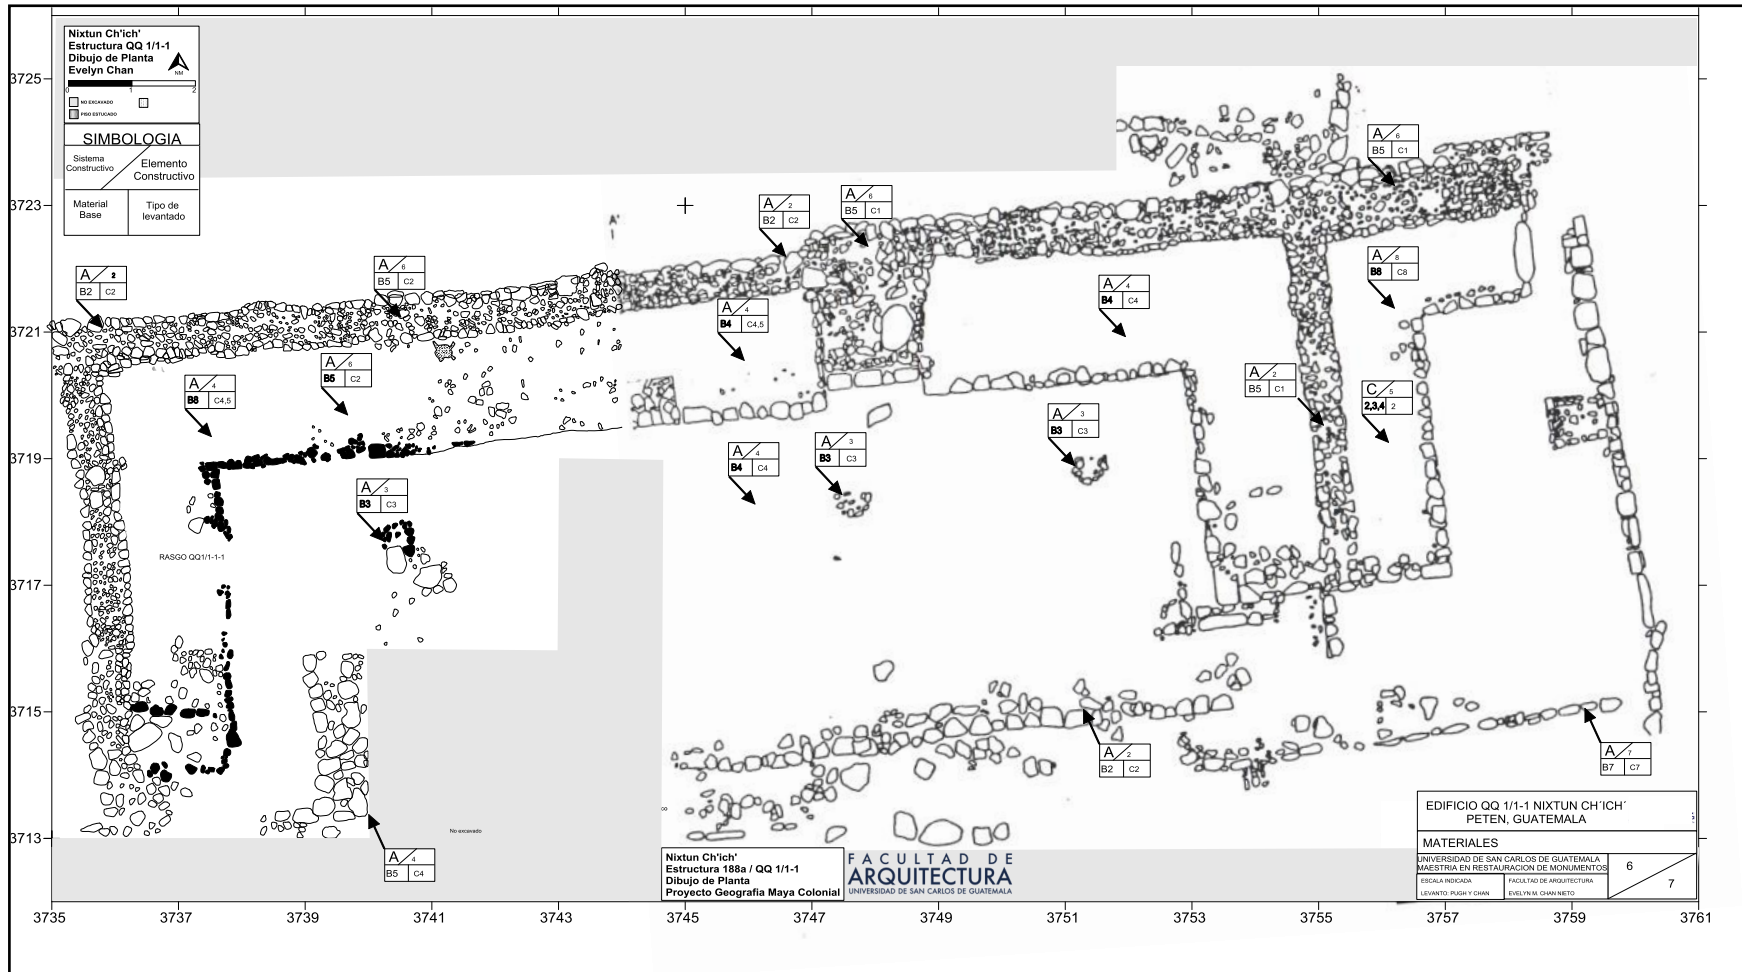 Nixtun Ch'ich'
Estructura QQ 1/1-1
Dibujo de Planta
Evelyn Chan
NM
0 1 2
NO EXCAVADO
PISO ESTUCADO
SIMBOLOGIA
Sistema
Constructivo
Elemento
Constructivo
Material
Base
Tipo de
levantado
3725
3723
3721
3719
3717
3715
3713
A'
A 6
B5 C1
A 2
B2 C2
A 6
B5 C1
A 2
B2 C2
A 6
B5 C2
A 8
B8 C8
A 4
B4 C4
A 4
B4 C4,5
A 6
B5 C2
A 4
B8 C4,5
A 2
B5 C1
C 5
2,3,4 2
A 3
B3 C3
A 3
B3 C3
A 4
B4 C4
A 3
B3 C3
RASGO QQ1/1-1-1
A 2
B2 C2
A 7
B7 C7
No excavado
A 4
B5 C4
Nixtun Ch'ich'
Estructura 188a / QQ 1/1-1
Dibujo de Planta
Proyecto Geografia Maya Colonial
FACULTAD DE
ARQUITECTURA
UNIVERSIDAD DE SAN CARLOS DE GUATEMALA
EDIFICIO QQ 1/1-1 NIXTUN CH´ICH´
PETEN, GUATEMALA
MATERIALES
UNIVERSIDAD DE SAN CARLOS DE GUATEMALA
MAESTRIA EN RESTAURACION DE MONUMENTOS
6 7
ESCALA INDICADA FACULTAD DE ARQUITECTURA
LEVANTO: PUGH Y CHAN EVELYN M. CHAN NIETO
3735 3737 3739 3741 3743 3745 3747 3749 3751 3753 3755 3757 3759 3761